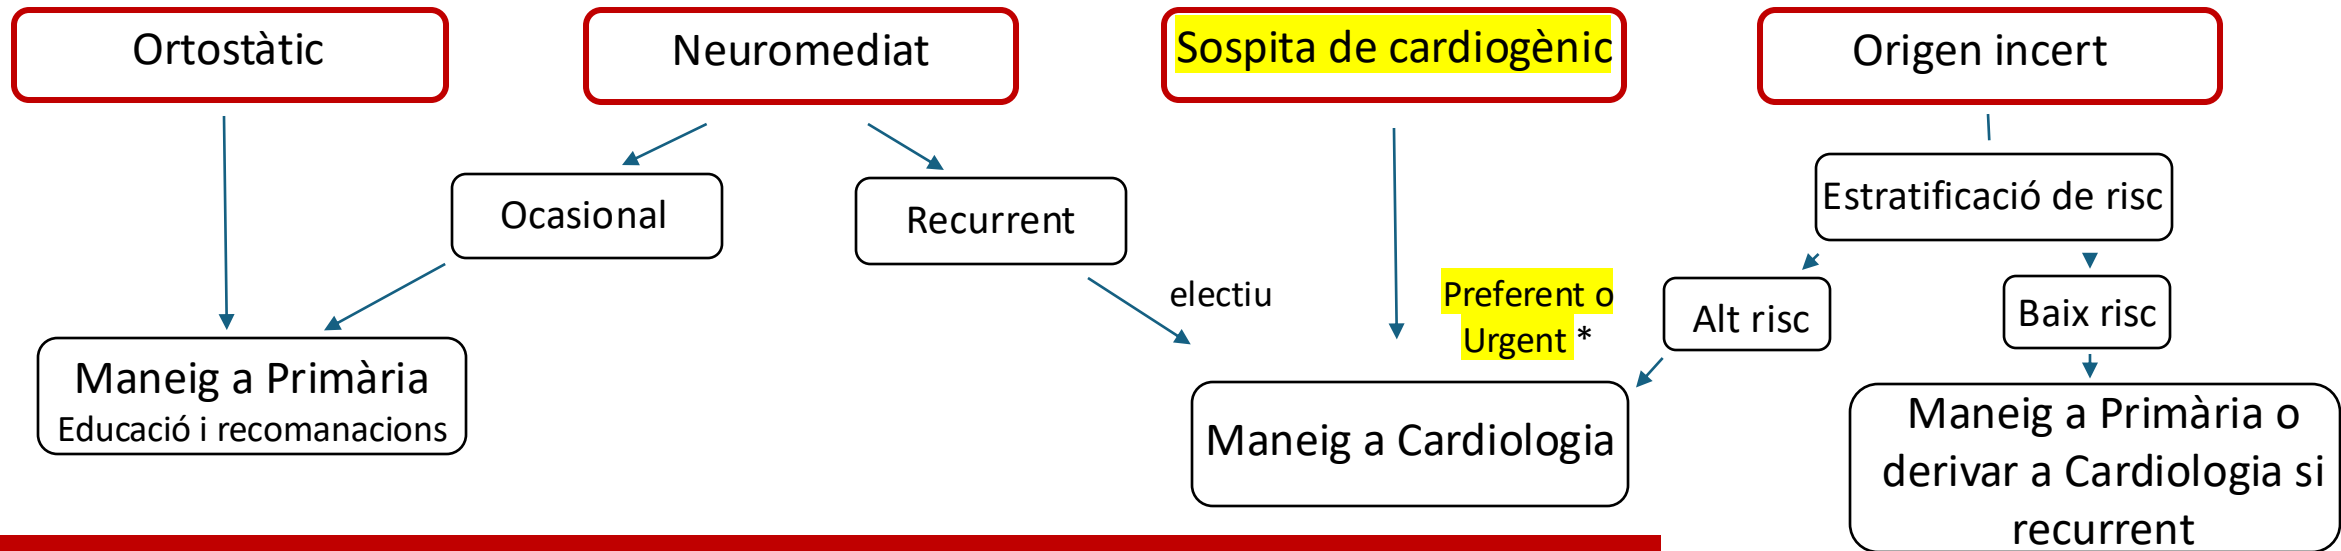 Ortostàtic
Neuromediat
Sospita de cardiogènic
Origen incert
Ocasional
Recurrent
Estratificació de risc
electiu
Preferent o
Urgent *
Alt risc
Baix risc
Maneig a Primària
Educació i recomanacions
Maneig a Cardiologia
Maneig a Primària o
derivar a Cardiologia si
recurrent